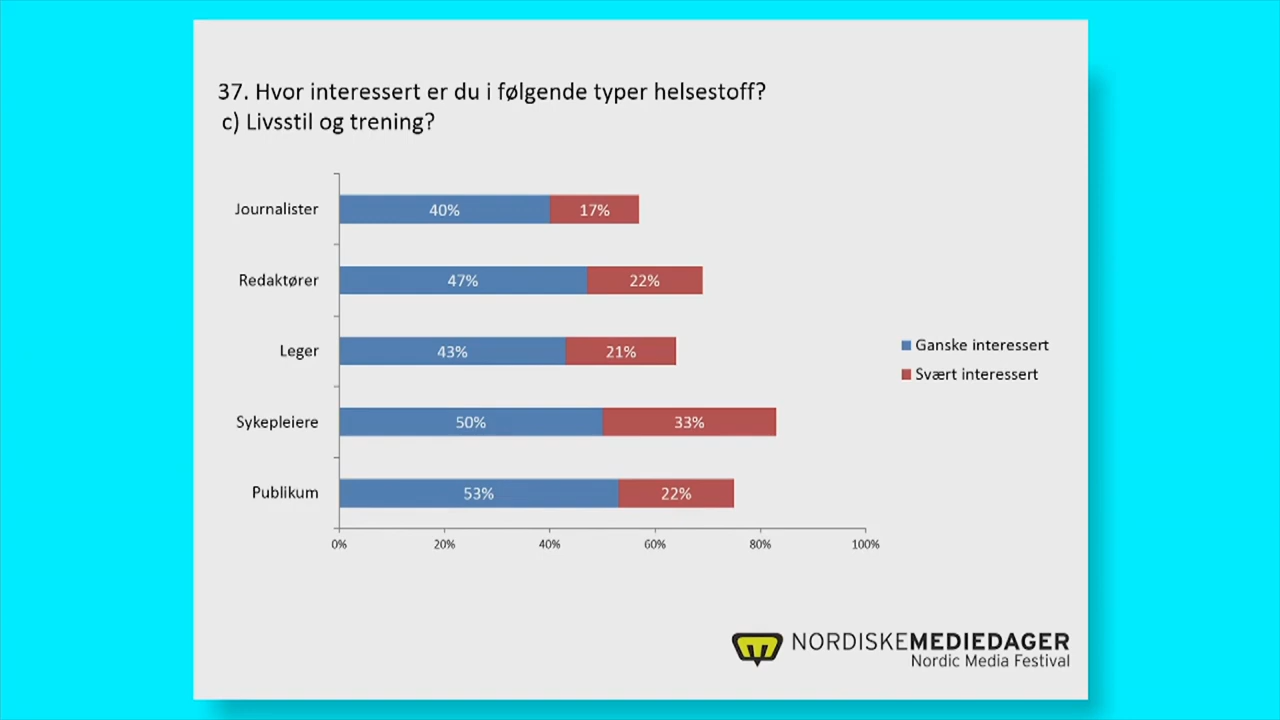 37. Hvor interessert er du i følgende typer helsestoff?
c) Livsstil og trening?
Journalister 40% 17%
Redaktører 47% 22%
Leger 43% 21%
Sykepleiere 50% 33%
Publikum 53% 22%
0% 20% 40% 60% 80% 100%
Ganske interessert
Svært interessert
NORDISKEMEDIEDAGER
Nordic Media Festival